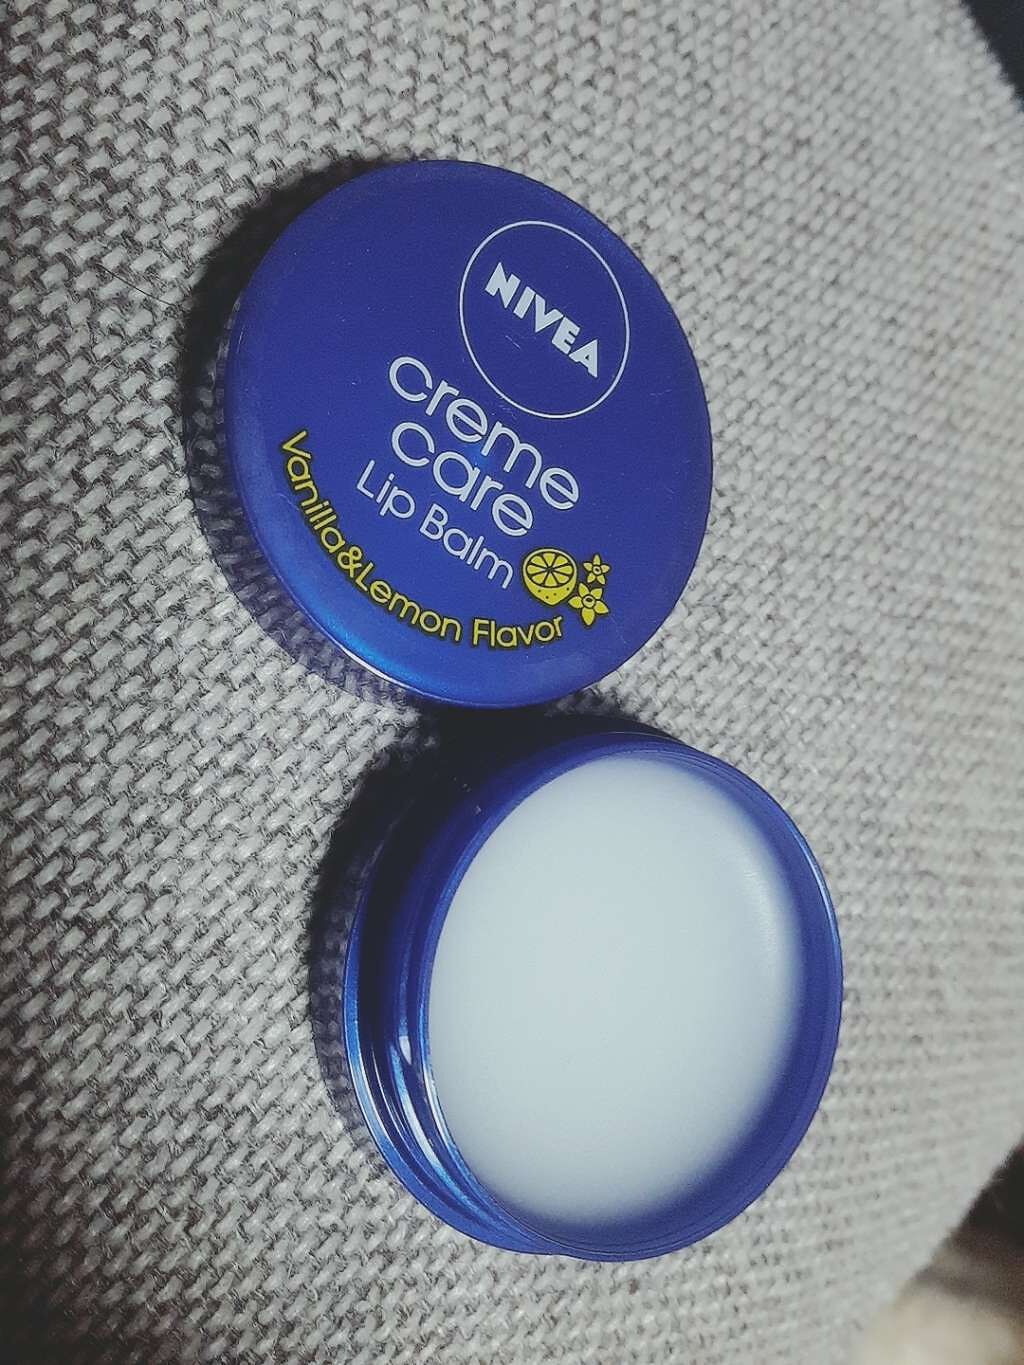 NIVEA
creme
care
Lip Balm
Vanilla&Lemon Flavor